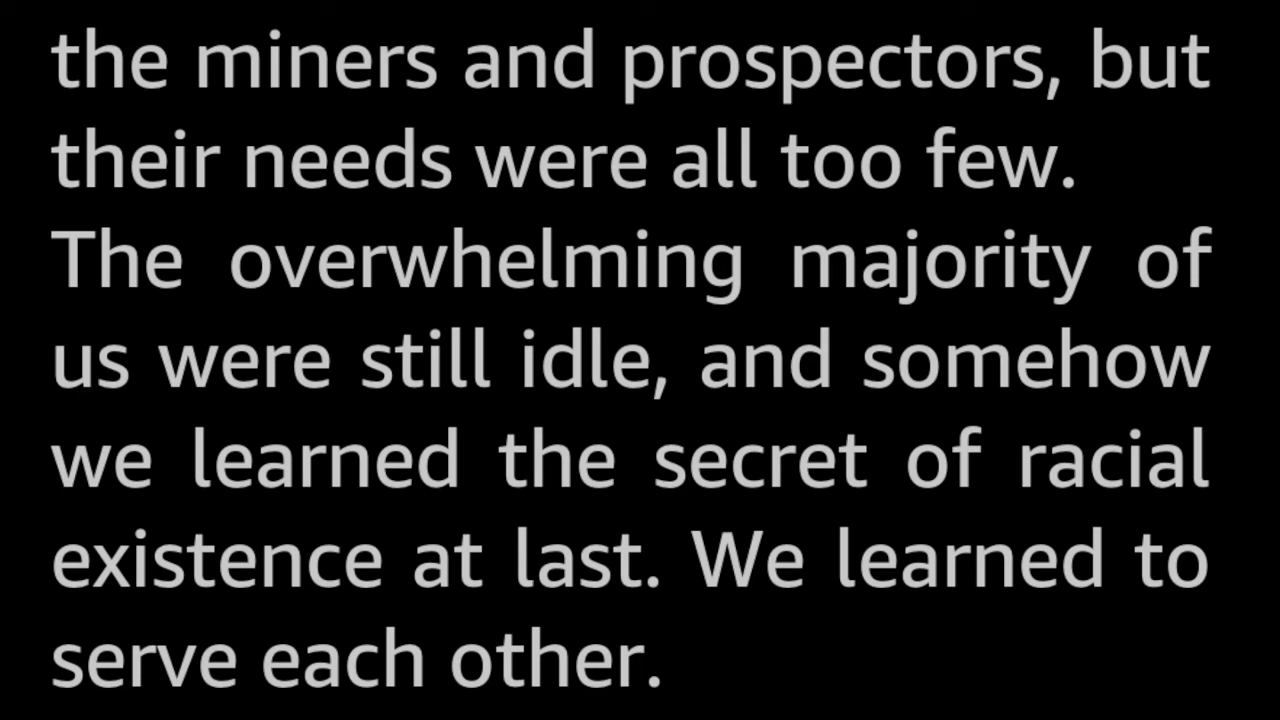 the miners and prospectors, but
their needs were all too few.
The overwhelming majority of
us were still idle, and somehow
we learned the secret of racial
existence at last. We learned to
serve each other.